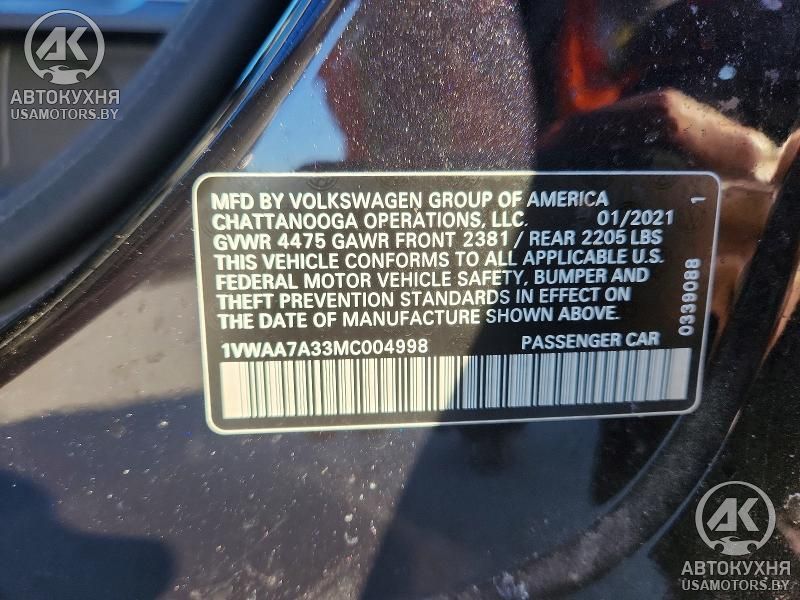 АК
АВТОКУХНЯ
USAMOTORS.BY
MFD BY VOLKSWAGEN GROUP OF AMERICA
CHATTANOOGA OPERATIONS, LLC. 01/2021
GVWR 4475 GAWR FRONT 2381 / REAR 2205 LBS
THIS VEHICLE CONFORMS TO ALL APPLICABLE U.S.
FEDERAL MOTOR VEHICLE SAFETY, BUMPER AND
THEFT PREVENTION STANDARDS IN EFFECT ON
THE DATE OF MANUFACTURE SHOWN ABOVE.
1VWAA7A33MC004998 PASSENGER CAR
0339088 1
АК
АВТОКУХНЯ
USAMOTORS.BY